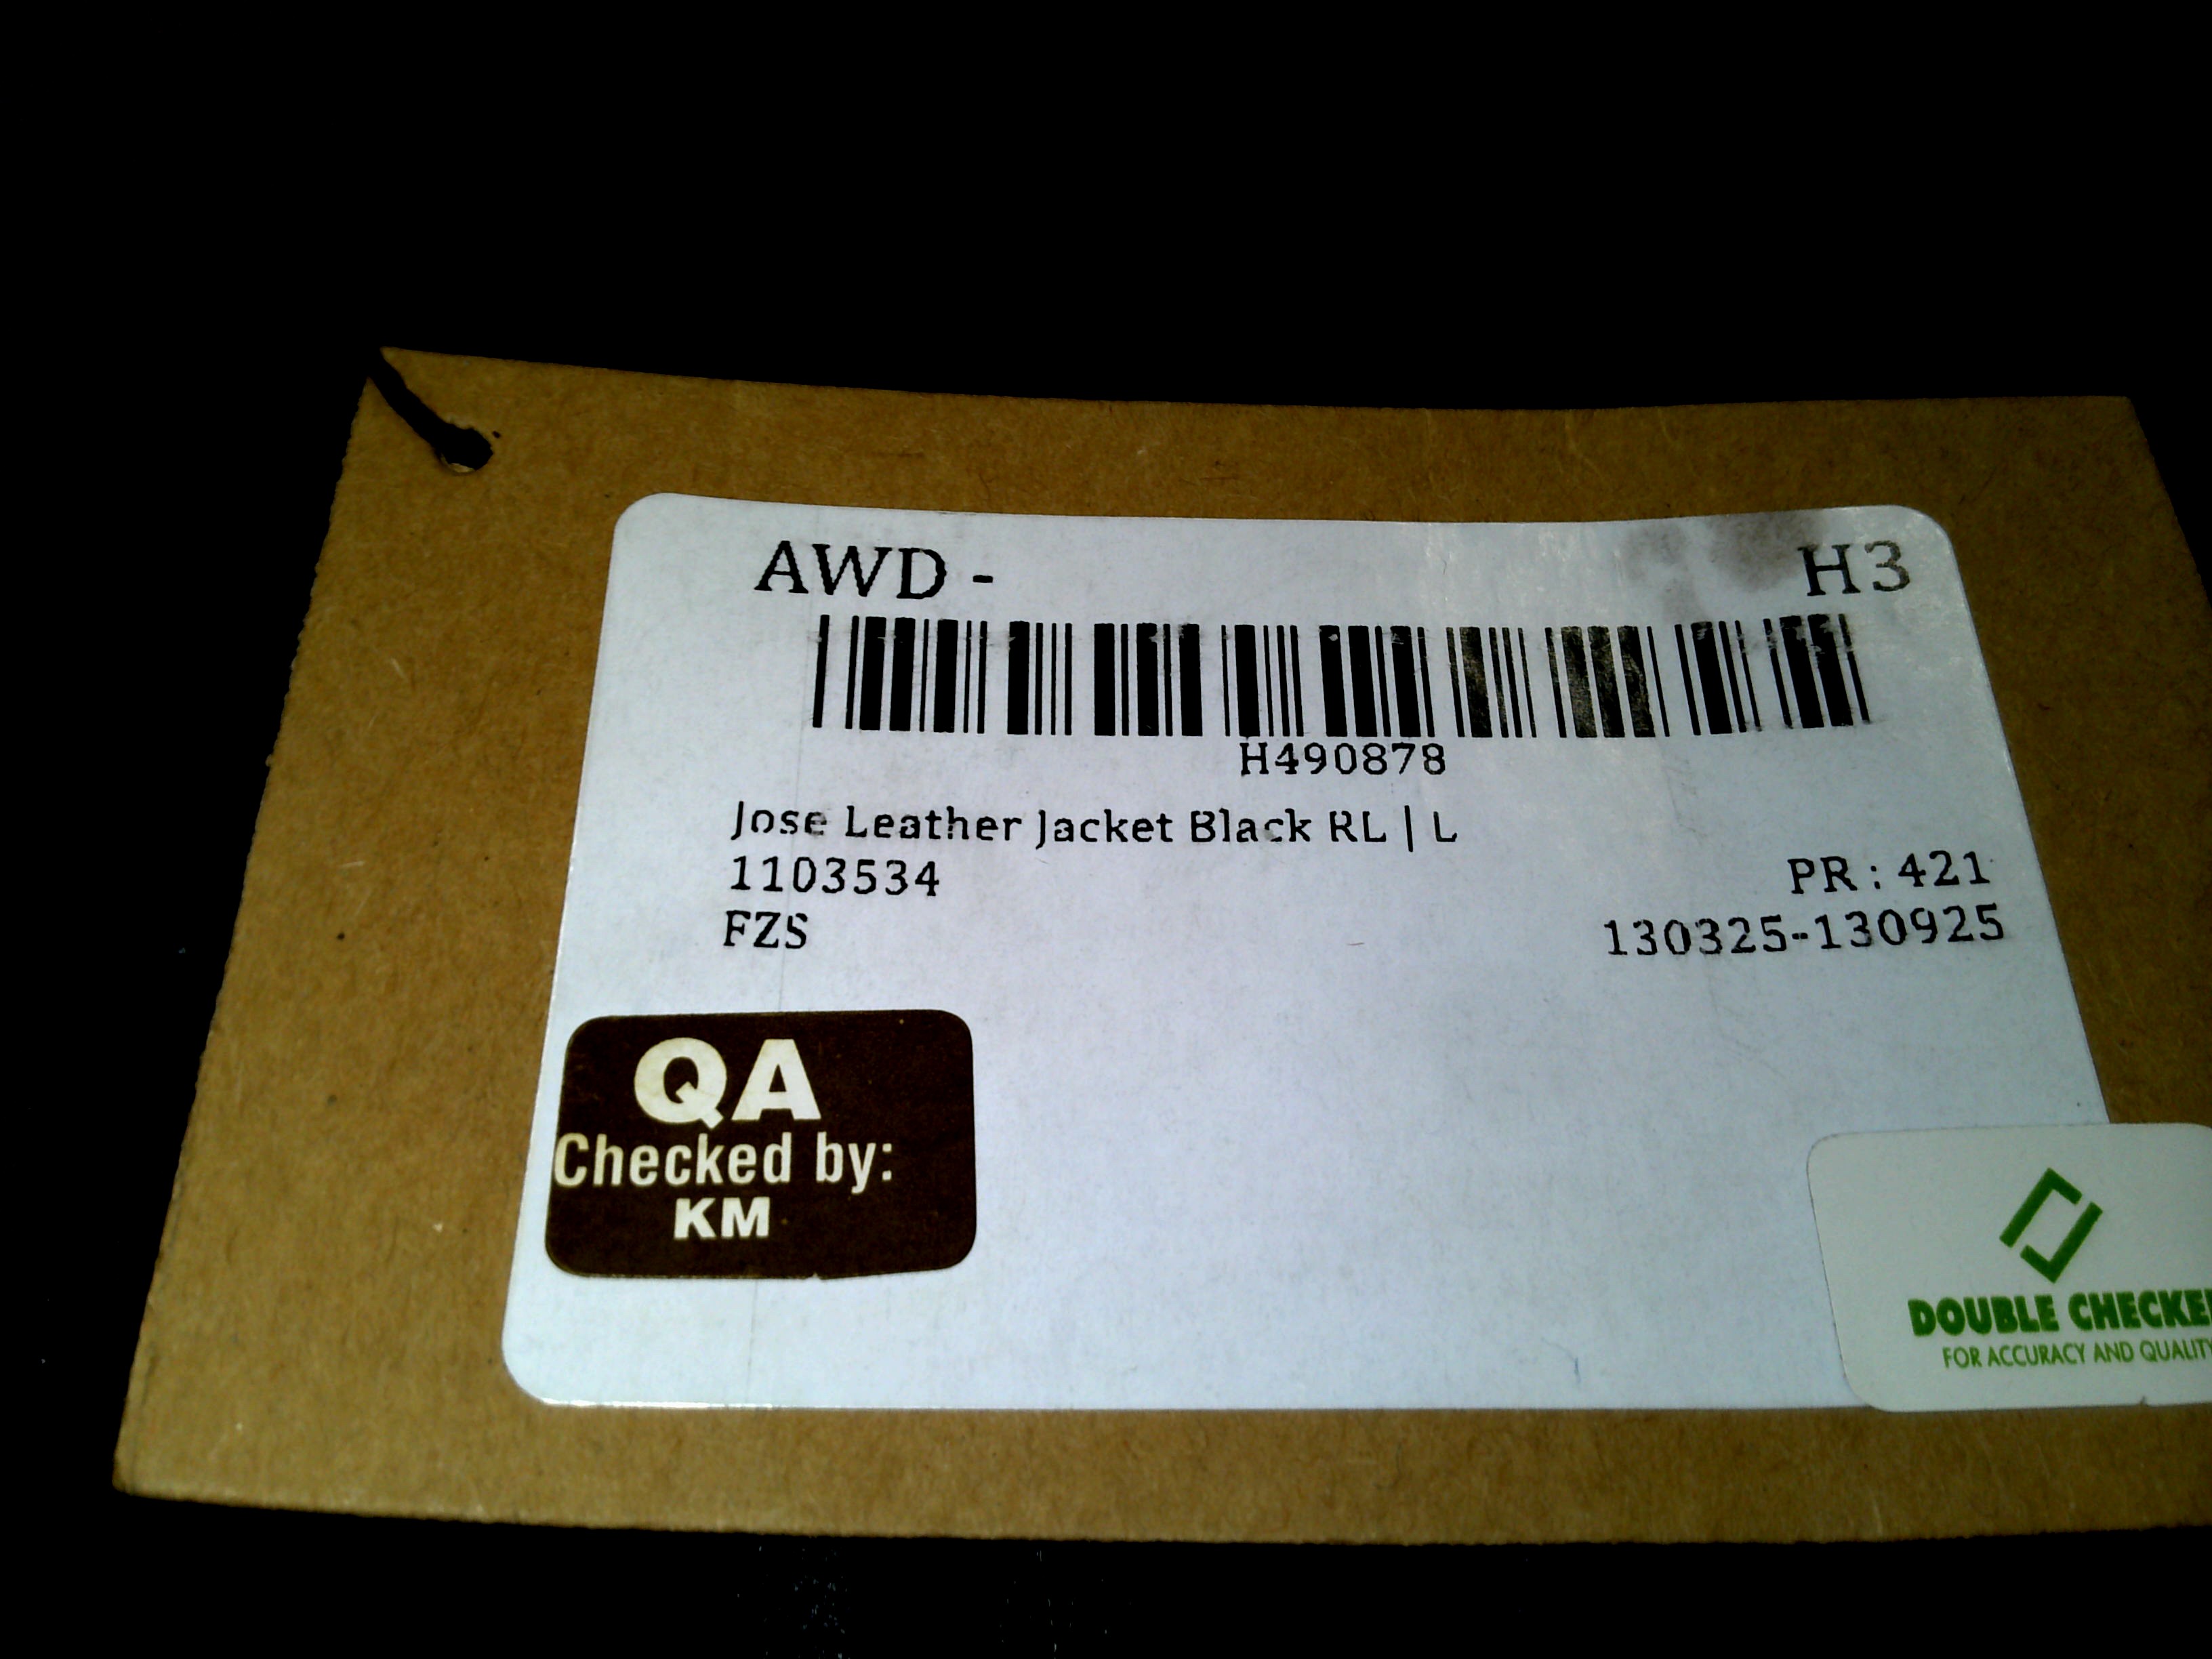 AWD - H3
H490878
Jose Leather Jacket Black RL | L
1103534 PR : 421
FZS 130325-130925
QA
Checked by:
KM
DOUBLE CHECKE
FOR ACCURACY AND QUALITY